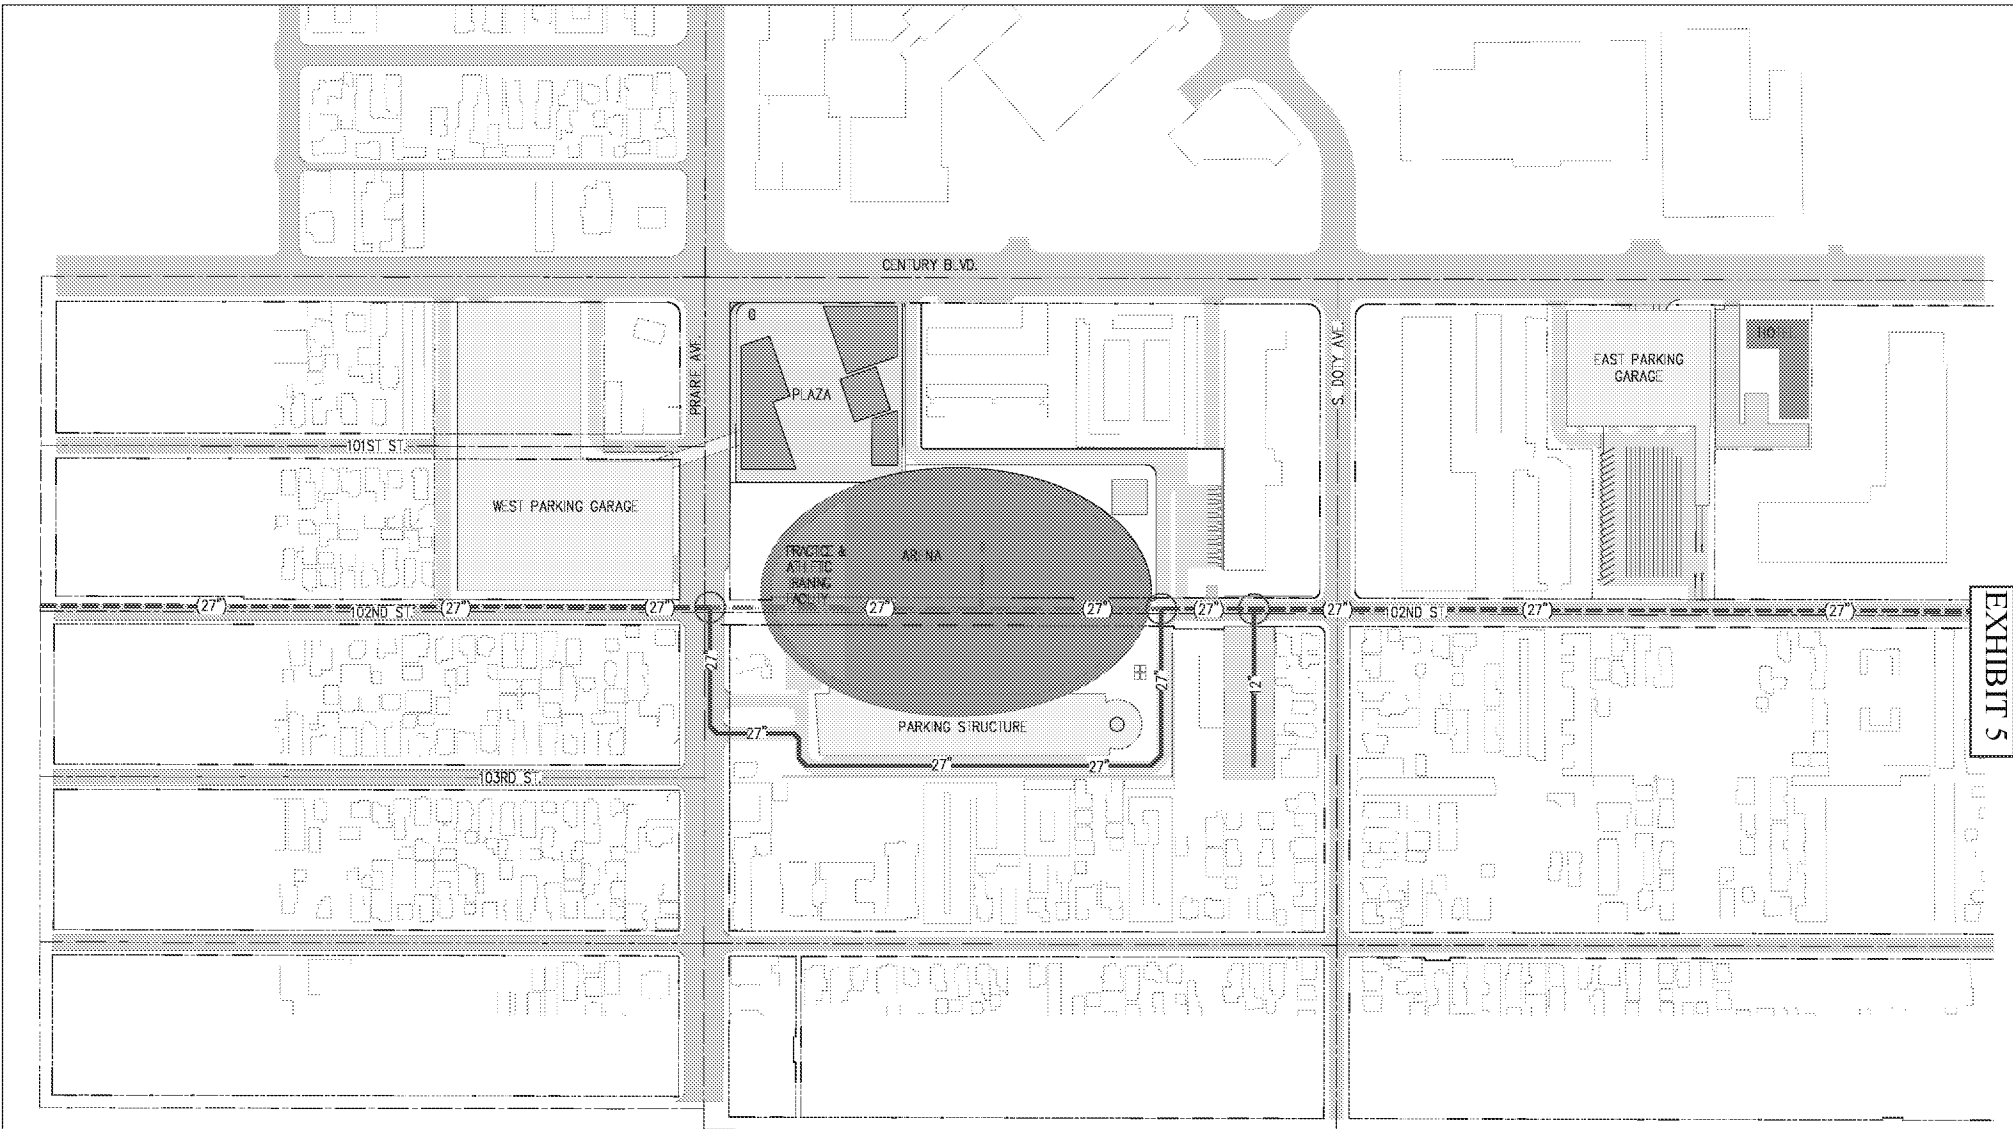 CENTURY BLVD.
PRAIRIE AVE.
S. DOTY AVE.
EAST PARKING
GARAGE
PLAZA
101ST ST.
WEST PARKING GARAGE
PRACTICE &
ARENA
(27")
102ND ST.
(27")
(27")
(27")
(27")
(27")
(27")
102ND ST
(27")
(27")
27"
27"
12"
PARKING STRUCTURE
27"
27"
27"
103RD ST.
EXHIBIT 5